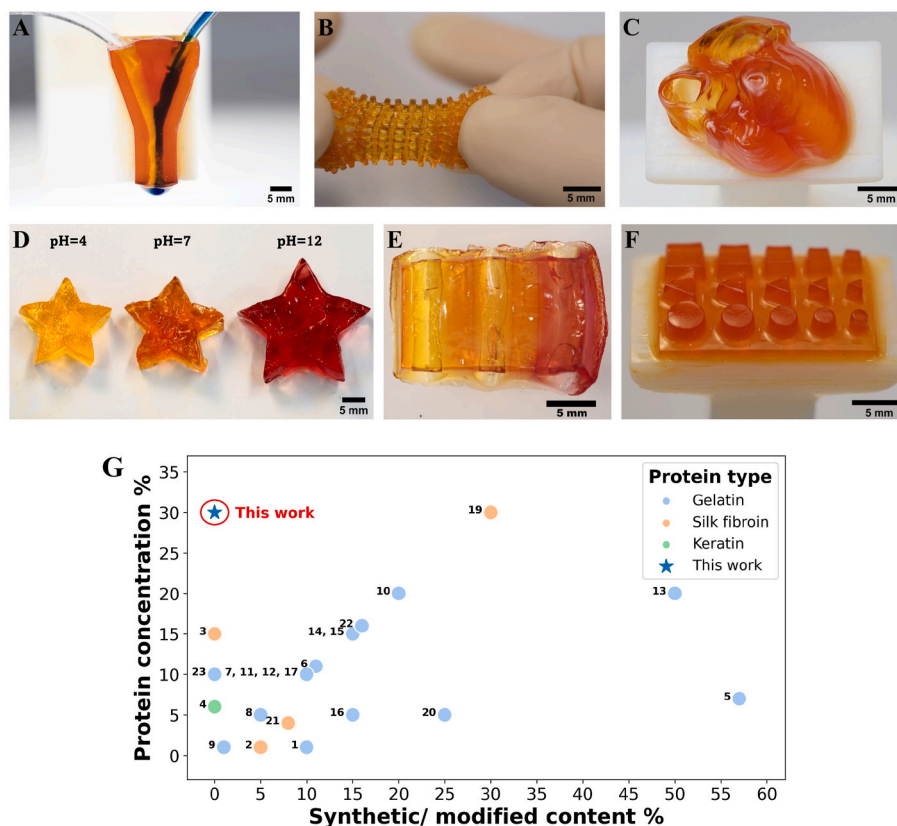 A
5 mm
B
5 mm
C
5 mm
D
pH=4
pH=7
pH=12
5 mm
E
5 mm
F
5 mm
G
Protein concentration %
35
30
25
20
15
10
5
0
This work
19
10
13
3
14, 15
22
23
7, 11, 12, 17
6
4
8
21
16
20
5
9
2
1
Protein type
Gelatin
Silk fibroin
Keratin
This work
0 5 10 15 20 25 30 35 40 45 50 55 60
Synthetic/ modified content %